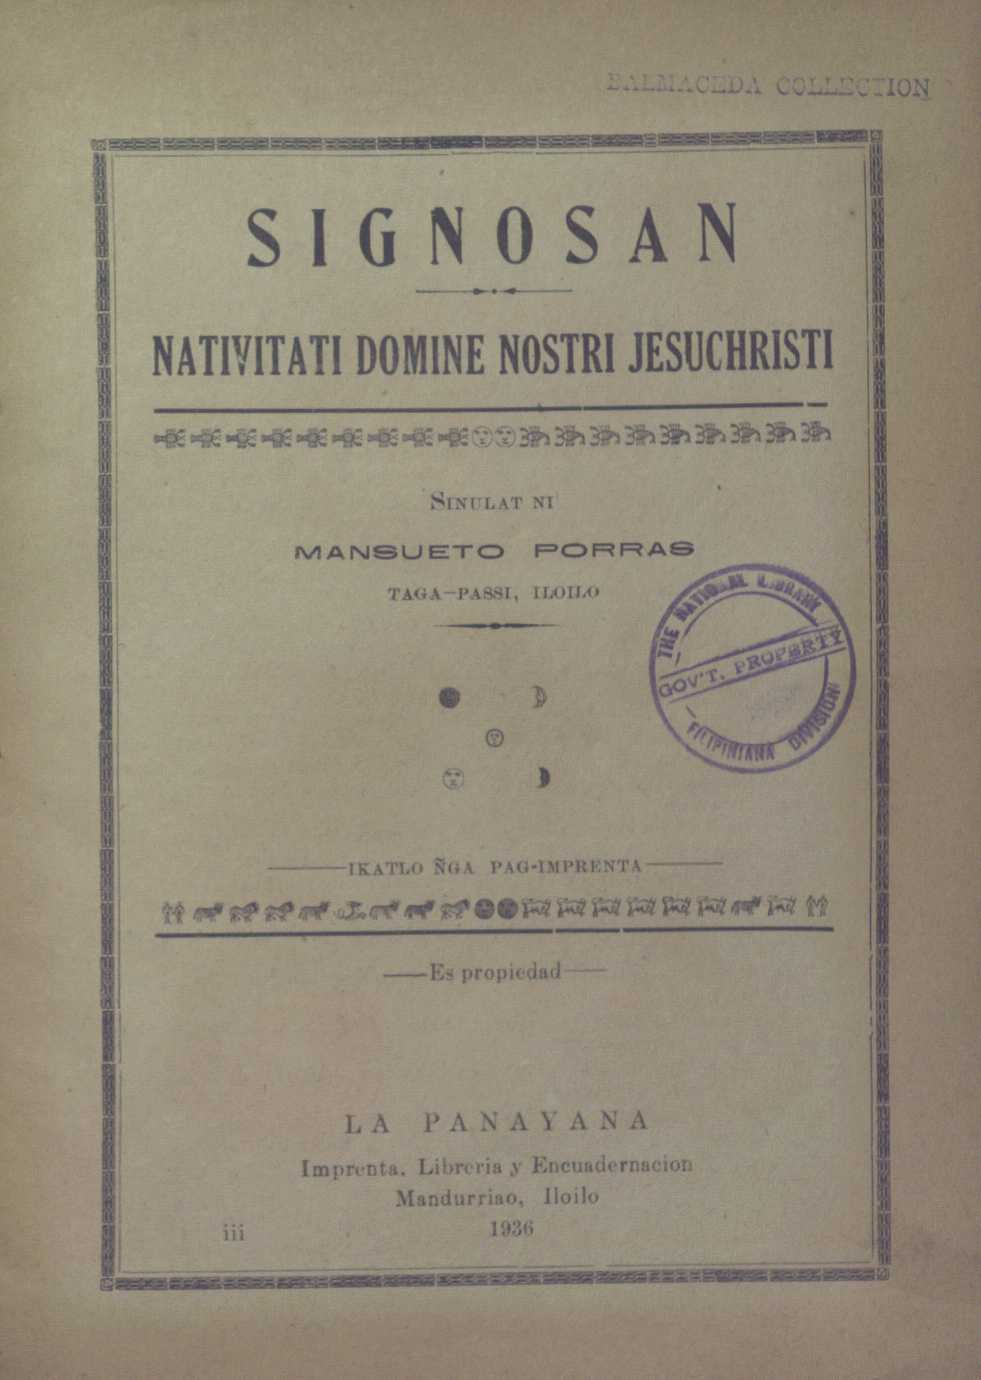 BALMACEDA COLLECTION
SIGNOSAN
NATIVITATI DOMINE NOSTRI JESUCHRISTI
SINULAT NI
MANSUETO PORRAS
TAGA-PASSI, ILOILO
THE NATIONAL LIBRARY
GOV'T. PROPERTY
FILIPINIANA DIVISION
IKATLO ÑGA PAG-IMPRENTA
Es propiedad
LA PANAYANA
Imprenta, Libreria y Encuadernacion
Mandurriao, Iloilo
iii 1936